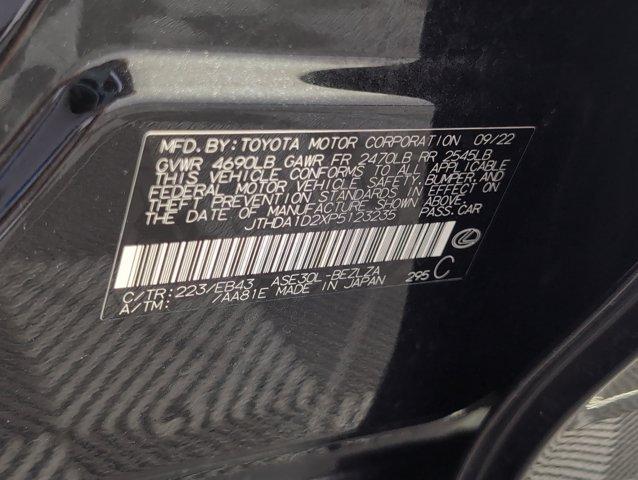 MFD. BY: TOYOTA MOTOR CORPORATION 09/22
GVWR 4690LB GAWR FR 2470LB RR 2545LB
THIS VEHICLE CONFORMS TO ALL APPLICABLE
FEDERAL MOTOR VEHICLE SAFETY, BUMPER, AND
THEFT PREVENTION STANDARDS IN EFFECT ON
THE DATE OF MANUFACTURE SHOWN ABOVE.
JTHDA1D2XP5123235 PASS. CAR
C/TR: 223/EB43 ASE30L-BEZLZA 295 C
A/TM: /AA81E MADE IN JAPAN